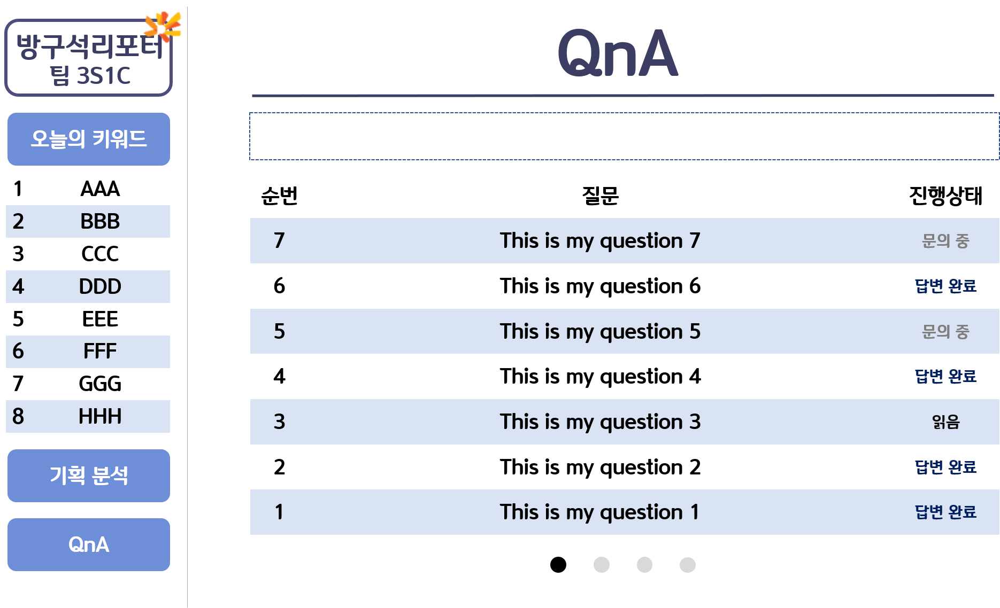 방구석리포터
팀 3S1C
오늘의 키워드
1 AAA
2 BBB
3 CCC
4 DDD
5 EEE
6 FFF
7 GGG
8 HHH
기획 분석
QnA
QnA
순번 질문 진행상태
7 This is my question 7 문의 중
6 This is my question 6 답변 완료
5 This is my question 5 문의 중
4 This is my question 4 답변 완료
3 This is my question 3 읽음
2 This is my question 2 답변 완료
1 This is my question 1 답변 완료